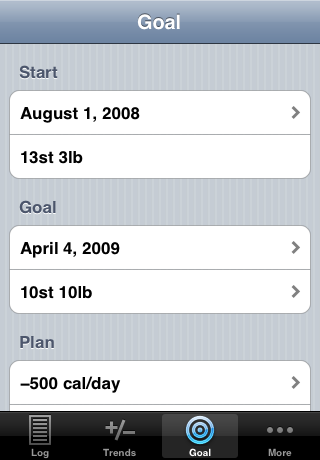 Goal
Start
August 1, 2008
13st 3lb
Goal
April 4, 2009
10st 10lb
Plan
–500 cal/day
Log
+/−
Trends
Goal
More